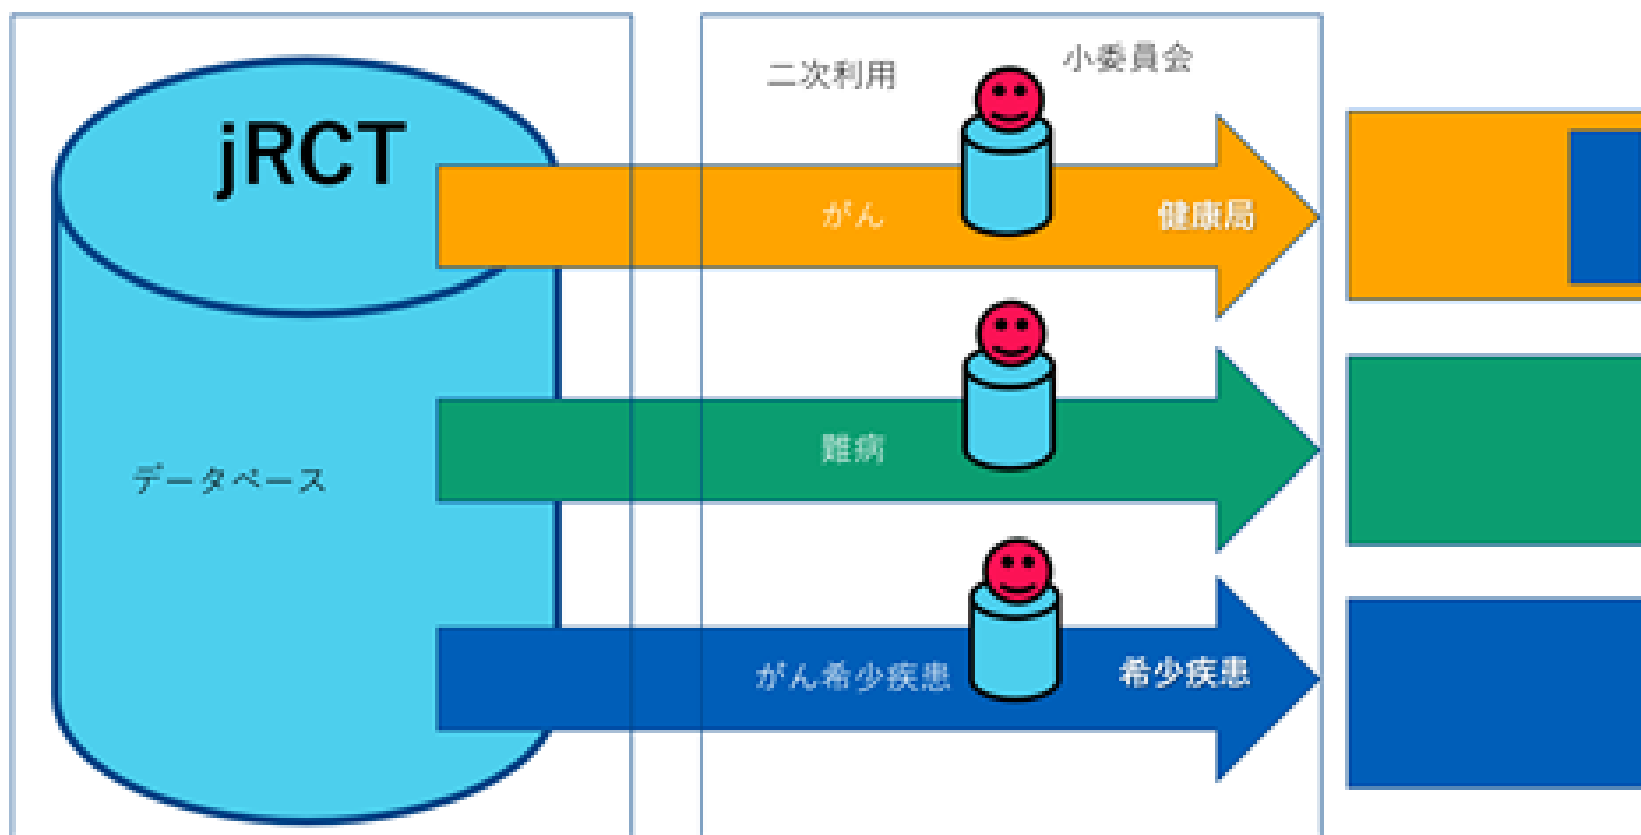 jRCT
データベース
二次利用
小委員会
がん
健康局
難病
がん希少疾患
希少疾患